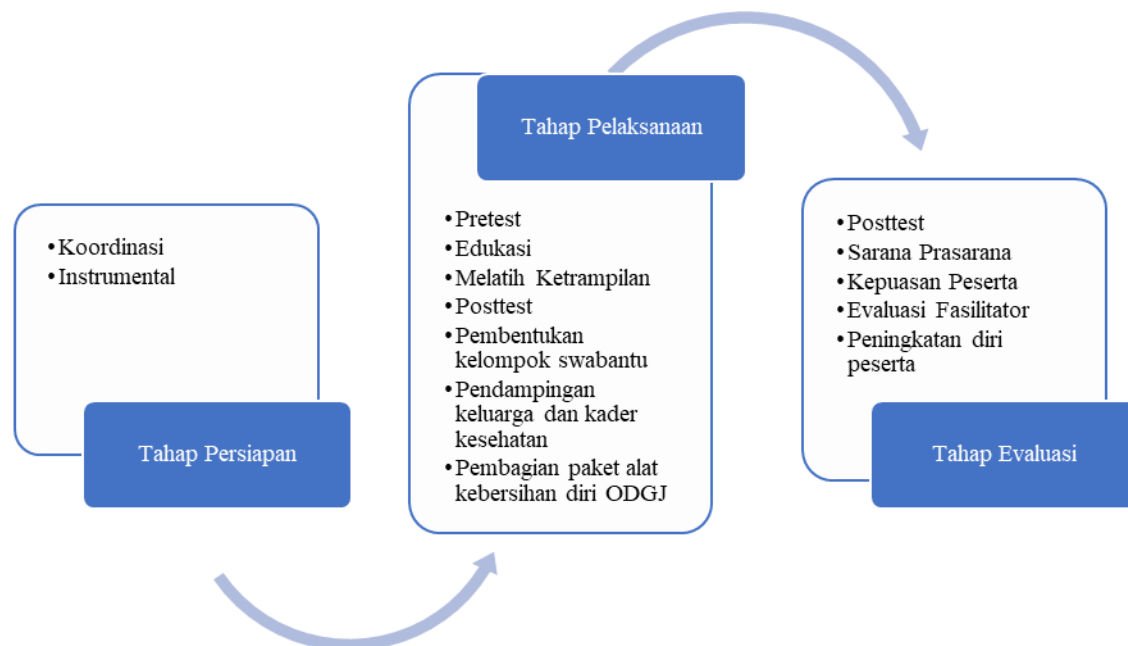 • Koordinasi
• Instrumental
Tahap Persiapan
Tahap Pelaksanaan
• Pretest
• Edukasi
• Melatih Ketrampilan
• Posttest
• Pembentukan
kelompok swabantu
• Pendampingan
keluarga dan kader
kesehatan
• Pembagian paket alat
kebersihan diri ODGJ
• Posttest
• Sarana Prasarana
• Kepuasan Peserta
• Evaluasi Fasilitator
• Peningkatan diri
peserta
Tahap Evaluasi